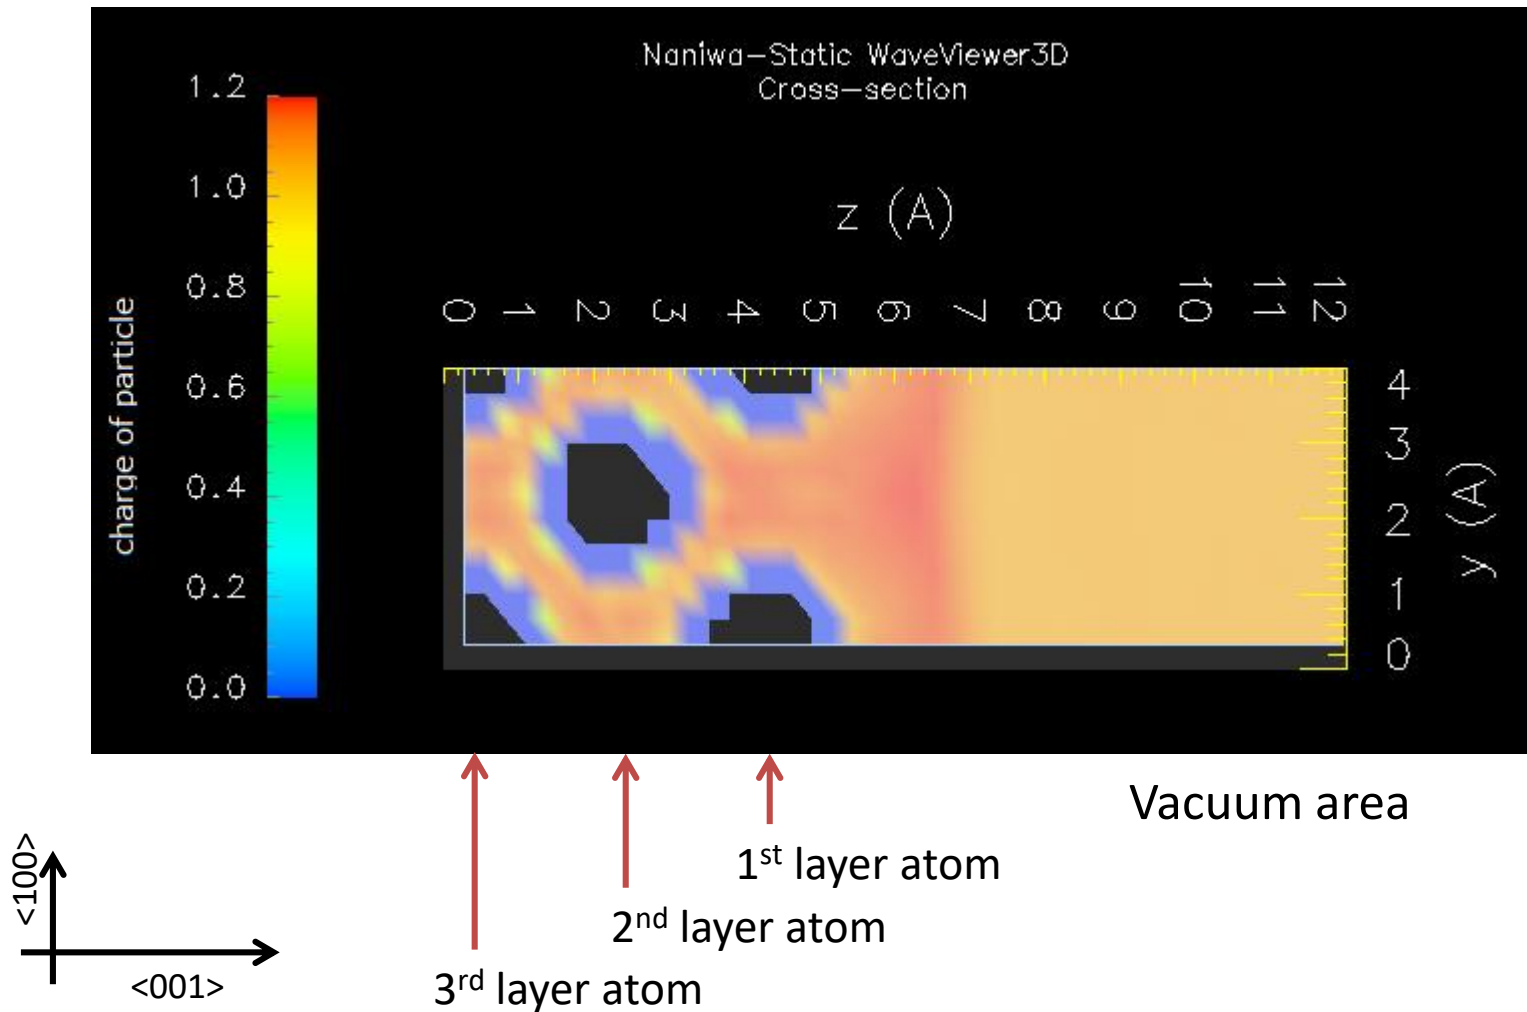 Naniwa-Static WaveViewer3D
Cross-section
1.2
1.0
0.8
0.6
0.4
0.2
0.0
charge of particle
z (A)
0 1 2 3 4 5 6 7 8 9 10 11 12
4
3
2
1
0
y (A)
Vacuum area
1st layer atom
2nd layer atom
3rd layer atom
<100>
<001>